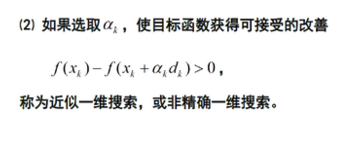 (2) 如果选取αₖ，使目标函数获得可接受的改善
f(xₖ)−f(xₖ+αₖdₖ)>0，
称为近似一维搜索，或非精确一维搜索。